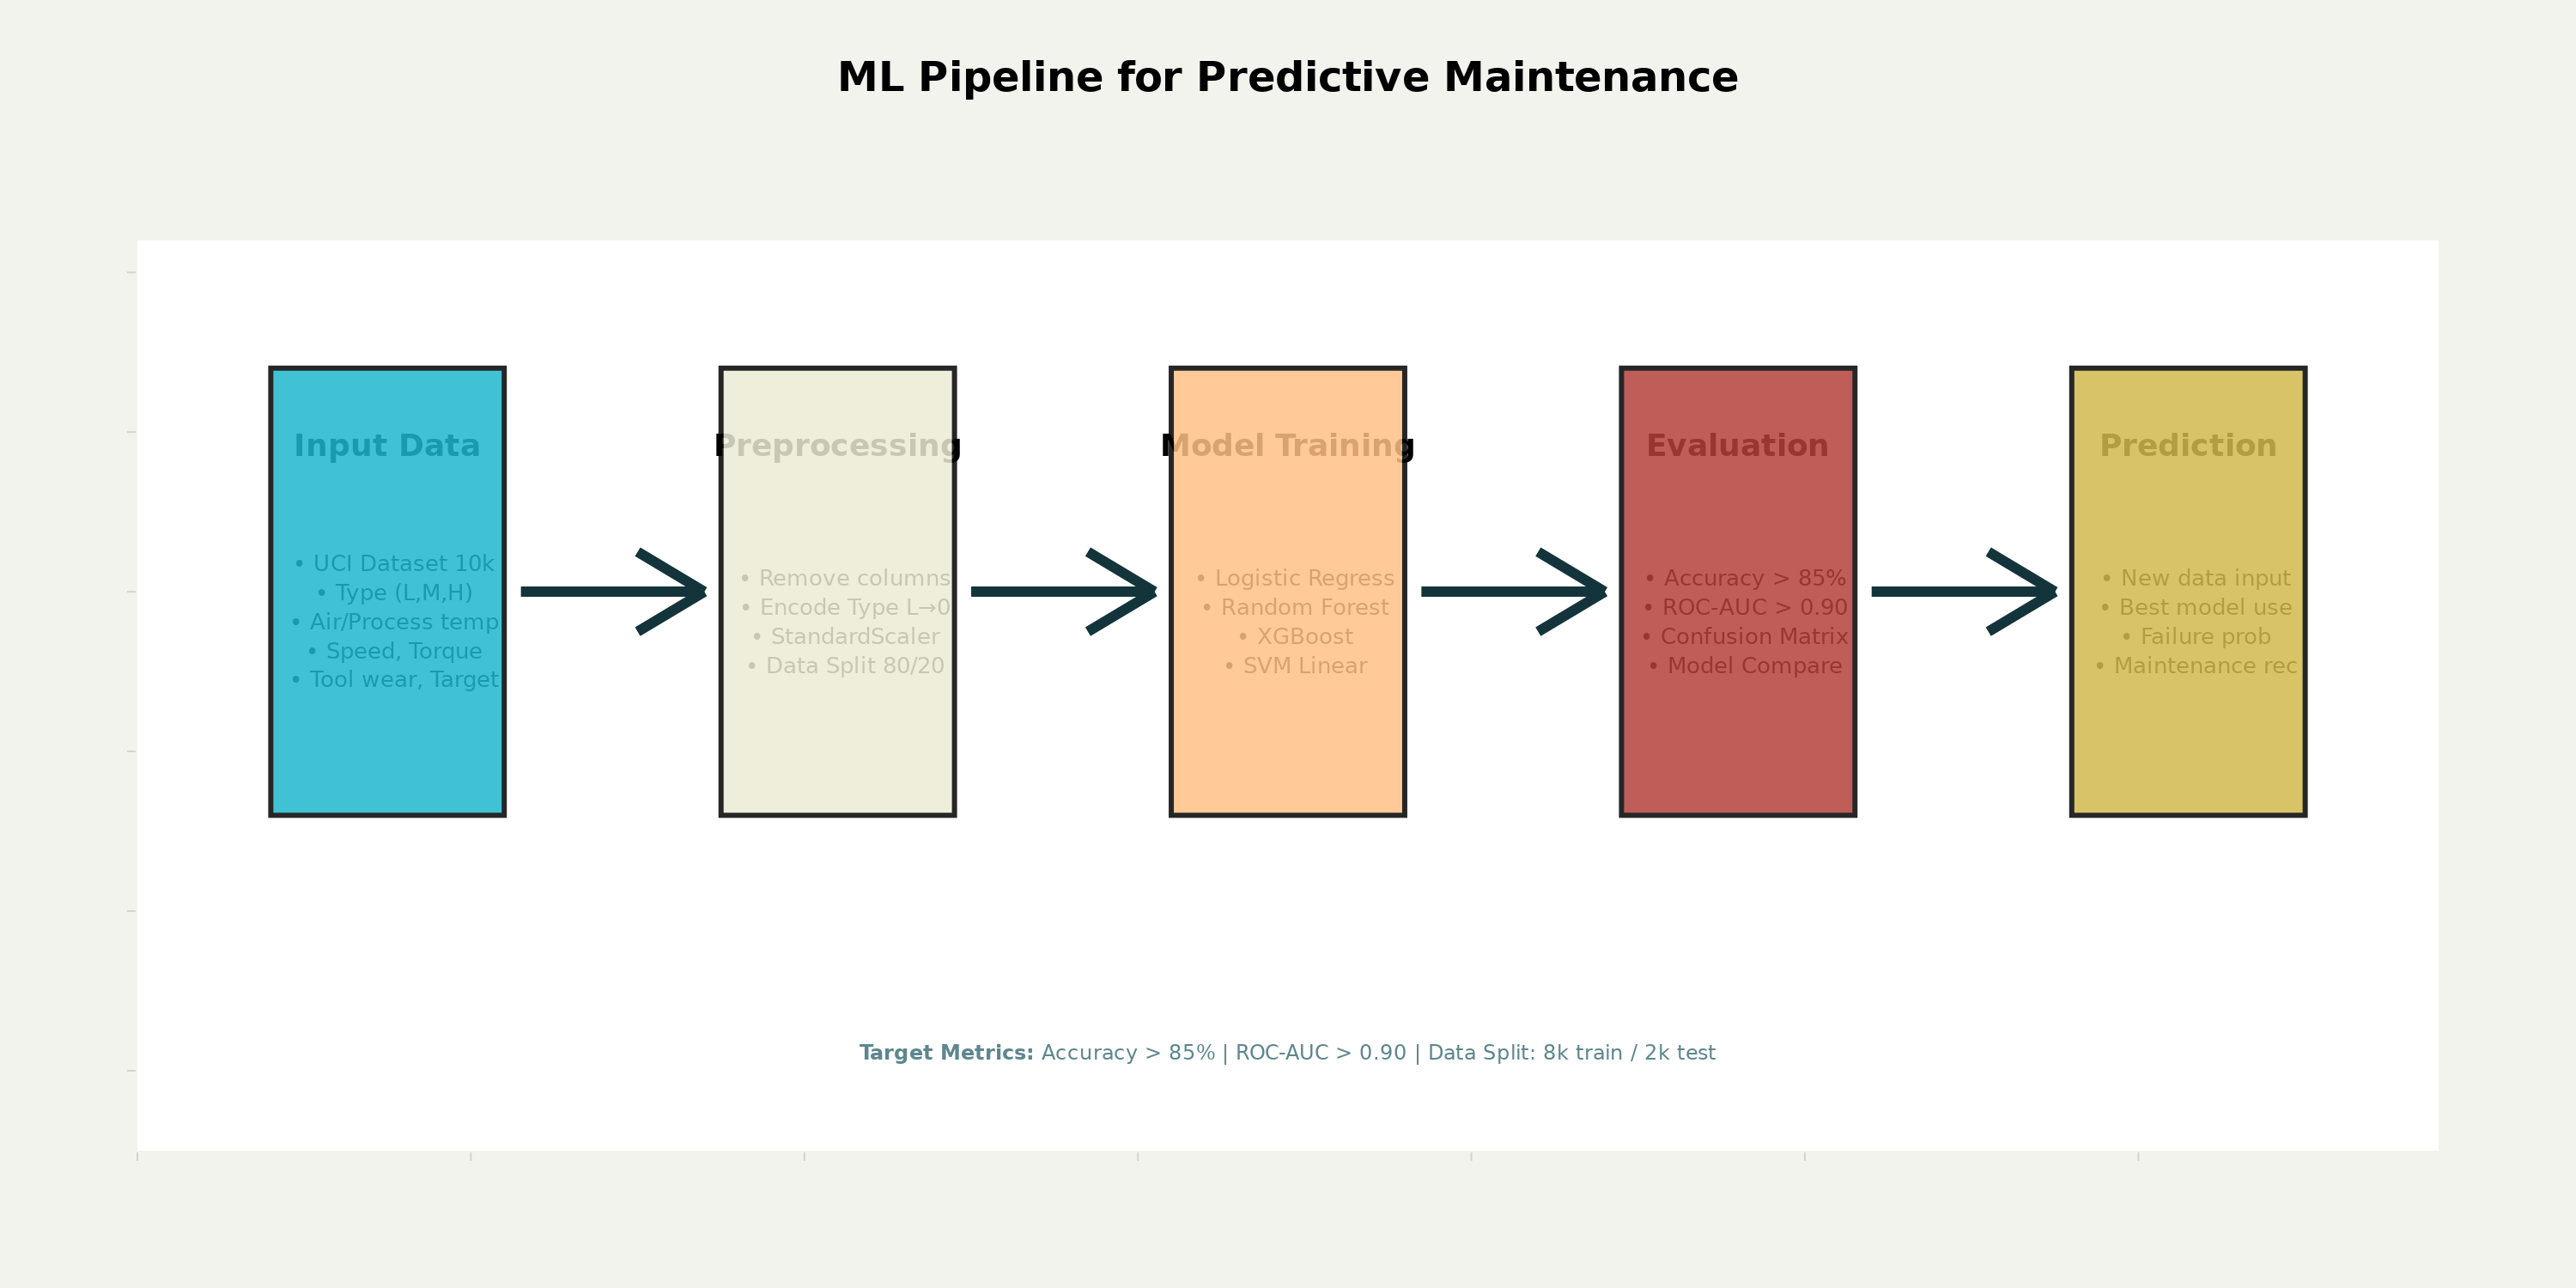 ML Pipeline for Predictive Maintenance
Input Data
• UCI Dataset 10k
• Type (L,M,H)
• Air/Process temp
• Speed, Torque
• Tool wear, Target
Preprocessing
• Remove columns
• Encode Type L→0
• StandardScaler
• Data Split 80/20
Model Training
• Logistic Regress
• Random Forest
• XGBoost
• SVM Linear
Evaluation
• Accuracy > 85%
• ROC-AUC > 0.90
• Confusion Matrix
• Model Compare
Prediction
• New data input
• Best model use
• Failure prob
• Maintenance rec
Target Metrics: Accuracy > 85% | ROC-AUC > 0.90 | Data Split: 8k train / 2k test